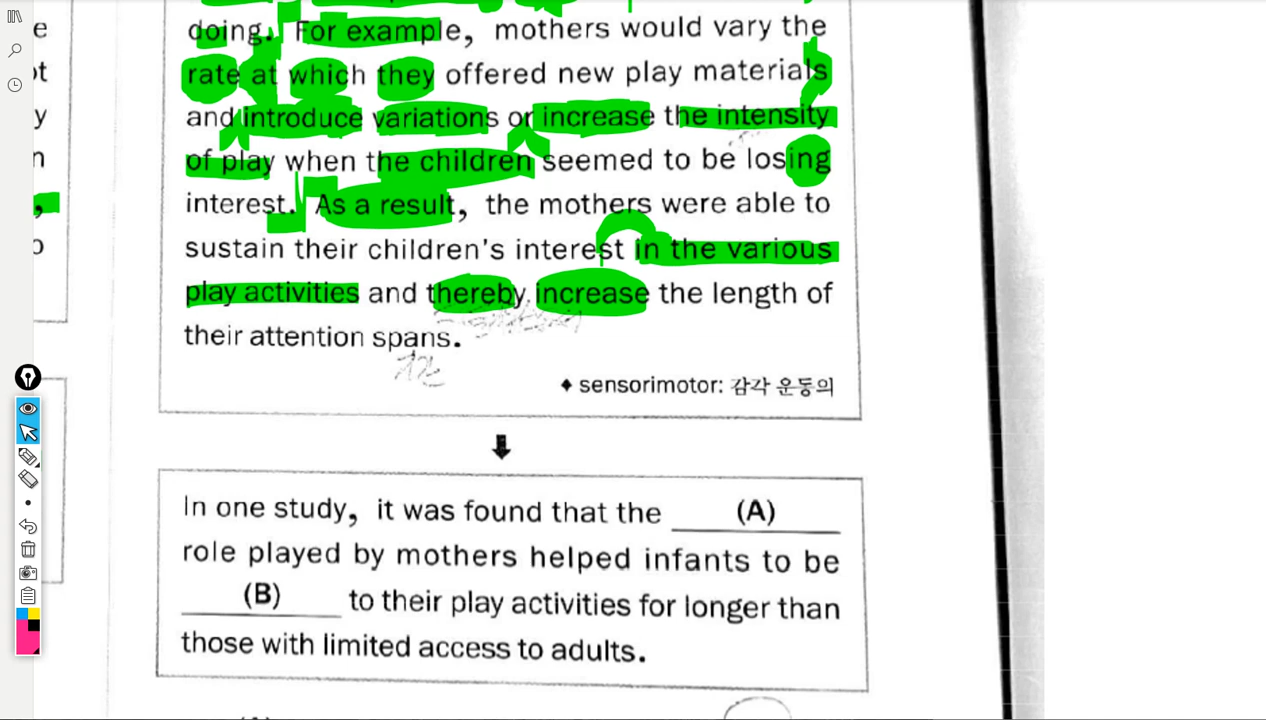 e
ot
y
n
,
o
doing. For example, mothers would vary the
rate at which they offered new play materials
and introduce variations or increase the intensity
of play when the children seemed to be losing
interest. As a result, the mothers were able to
sustain their children's interest in the various
play activities and thereby increase the length of
their attention spans.
♦ sensorimotor: 감각 운동의
In one study, it was found that the (A)
role played by mothers helped infants to be
(B) to their play activities for longer than
those with limited access to adults.